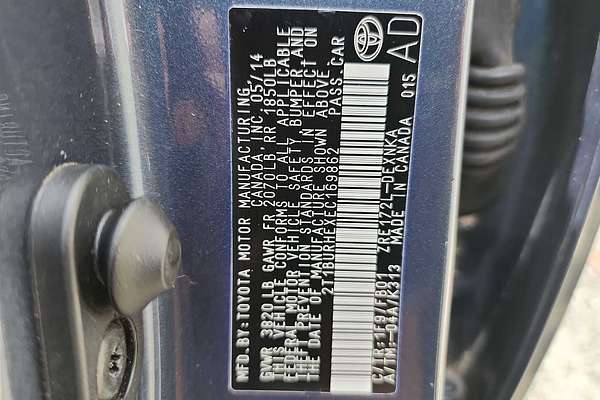 MFD.BY: TOYOTA MOTOR MANUFACTURING
CANADA, INC. 05/14
GVWR 3820LB GAWR FR 2070LB, RR 1850LB
THIS VEHICLE CONFORMS TO ALL APPLICABLE
FEDERAL MOTOR VEHICLE SAFETY, BUMPER, AND
THEFT PREVENTION STANDARDS IN EFFECT ON
THE DATE OF MANUFACTURE SHOWN ABOVE.
2T1BURHEXEC169862 PASS.CAR
C/TR: ZRE172L-DEXNKA
MADE IN CANADA 015
AD